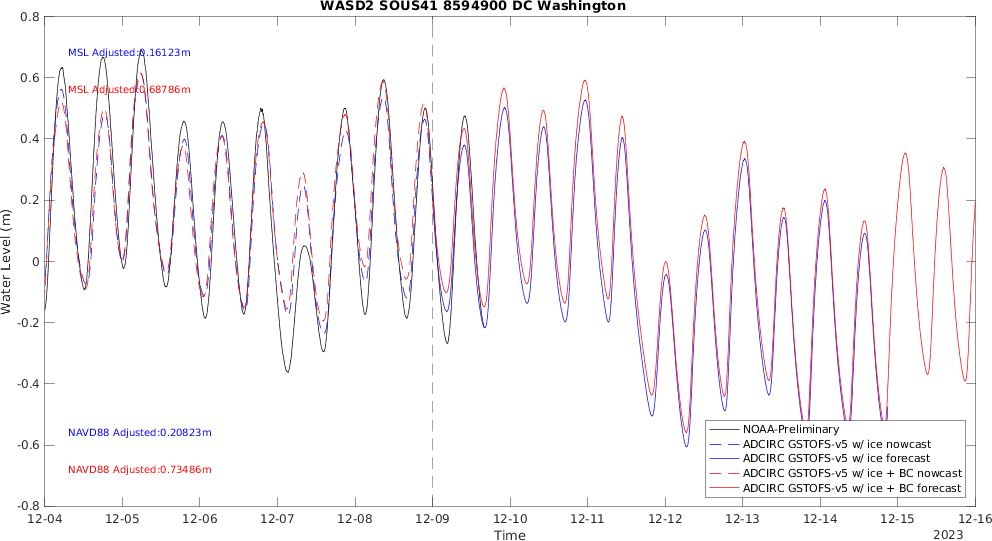 WASD2 SOUS41 8594900 DC Washington
0.8
0.6
0.4
0.2
0
-0.2
-0.4
-0.6
-0.8
Water Level (m)
MSL Adjusted:0.16123m
MSL Adjusted:0.68786m
NAVD88 Adjusted:0.20823m
NAVD88 Adjusted:0.73486m
NOAA-Preliminary
ADCIRC GSTOFS-v5 w/ ice nowcast
ADCIRC GSTOFS-v5 w/ ice forecast
ADCIRC GSTOFS-v5 w/ ice + BC nowcast
ADCIRC GSTOFS-v5 w/ ice + BC forecast
12-04 12-05 12-06 12-07 12-08 12-09 12-10 12-11 12-12 12-13 12-14 12-15 12-16
Time
2023